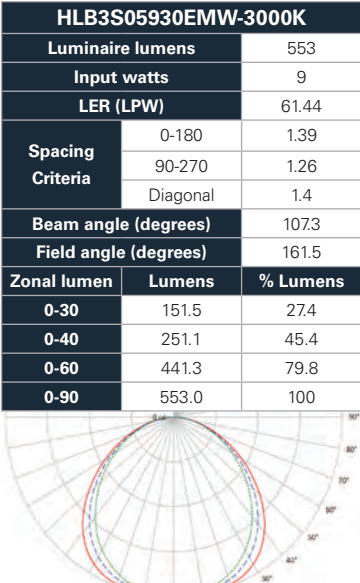 HLB3S05930EMW-3000K
Luminaire lumens 553
Input watts 9
LER (LPW) 61.44
Spacing Criteria 0-180 1.39
90-270 1.26
Diagonal 1.4
Beam angle (degrees) 107.3
Field angle (degrees) 161.5
Zonal lumen Lumens % Lumens
0-30 151.5 27.4
0-40 251.1 45.4
0-60 441.3 79.8
0-90 553.0 100
90°
80°
70°
60°
50°
40°
30°